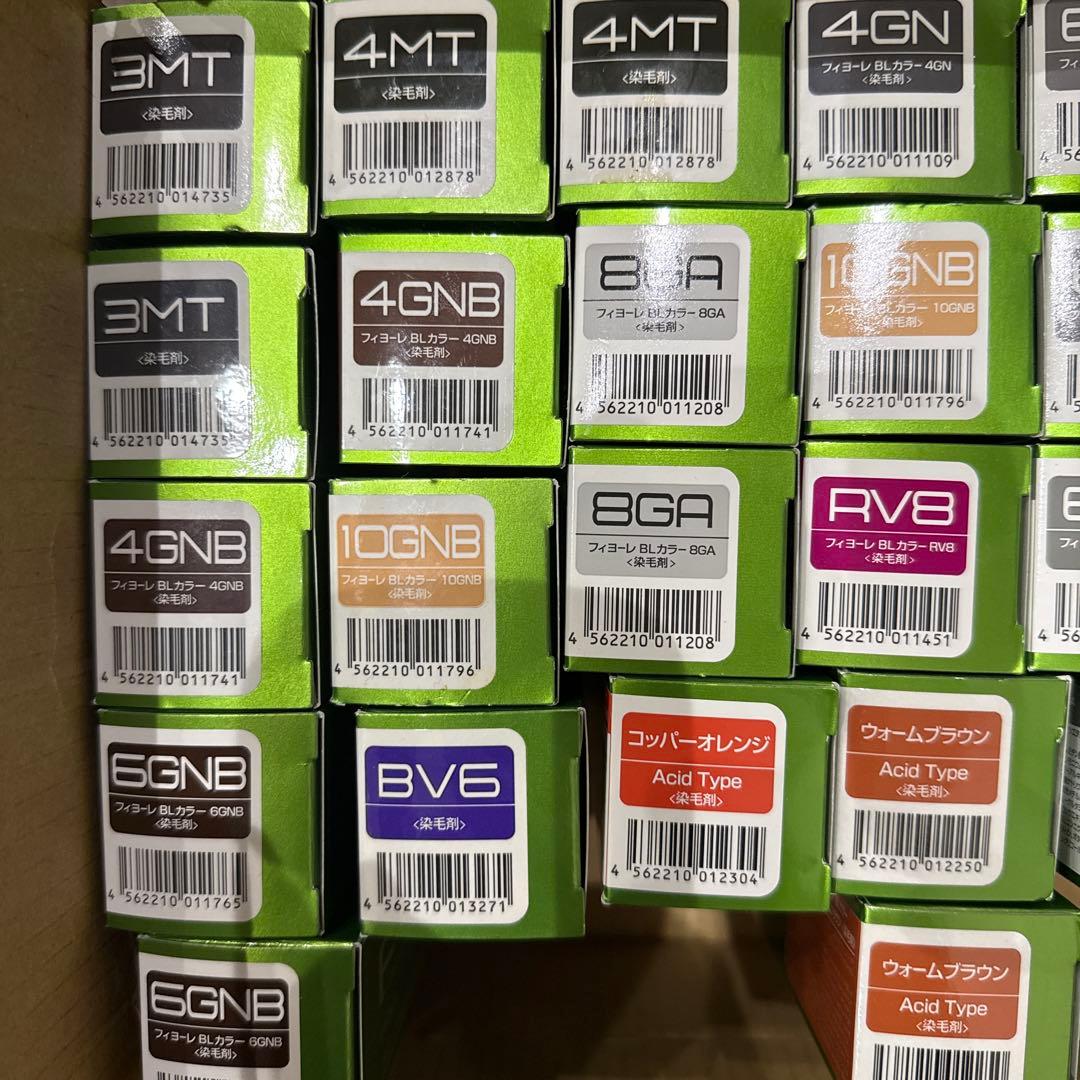 3MT
<染毛剤>
4 562210 014735
4MT
<染毛剤>
4 562210 012878
4MT
<染毛剤>
4 562210 012878
4GN
フィヨーレ BLカラー 4GN
<染毛剤>
4 562210 011109
3MT
<染毛剤>
4 562210 014735
4GNB
フィヨーレ BLカラー 4GNB
<染毛剤>
4 562210 011741
8GA
フィヨーレ BLカラー 8GA
<染毛剤>
4 562210 011208
10GNB
フィヨーレ BLカラー 10GNB
<染毛剤>
4 562210 011796
4GNB
フィヨーレ BLカラー 4GNB
<染毛剤>
4 562210 011741
10GNB
フィヨーレ BLカラー 10GNB
<染毛剤>
4 562210 011796
8GA
フィヨーレ BLカラー 8GA
<染毛剤>
4 562210 011208
RV8
フィヨーレ BLカラー RV8
<染毛剤>
4 562210 011451
6GNB
フィヨーレ BLカラー 6GNB
<染毛剤>
4 562210 011765
BV6
<染毛剤>
4 562210 013271
コッパーオレンジ
Acid Type
<染毛剤>
4 562210 012304
ウォームブラウン
Acid Type
<染毛剤>
4 562210 012250
6GNB
フィヨーレ BLカラー 6GNB
<染毛剤>
ウォームブラウン
Acid Type
<染毛剤>